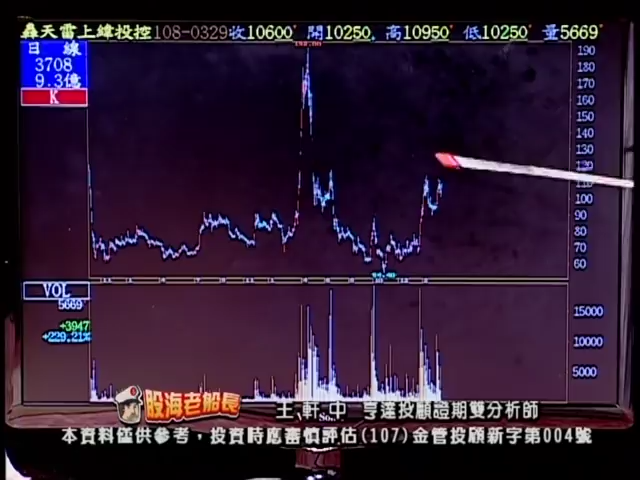 轟天雷上緯投控108-0329收10600 開10250 高10950 低10250 量5669
日 線
3708
9.3億
K
190
180
170
160
150
140
130
120
110
100
90
80
70
60
VOL
5669
+3947
+229.21%
15000
10000
5000
股海老船長
王軒中 亨達投顧證期雙分析師
本資料僅供參考，投資時應審慎評估(107)金管投顧新字第004號